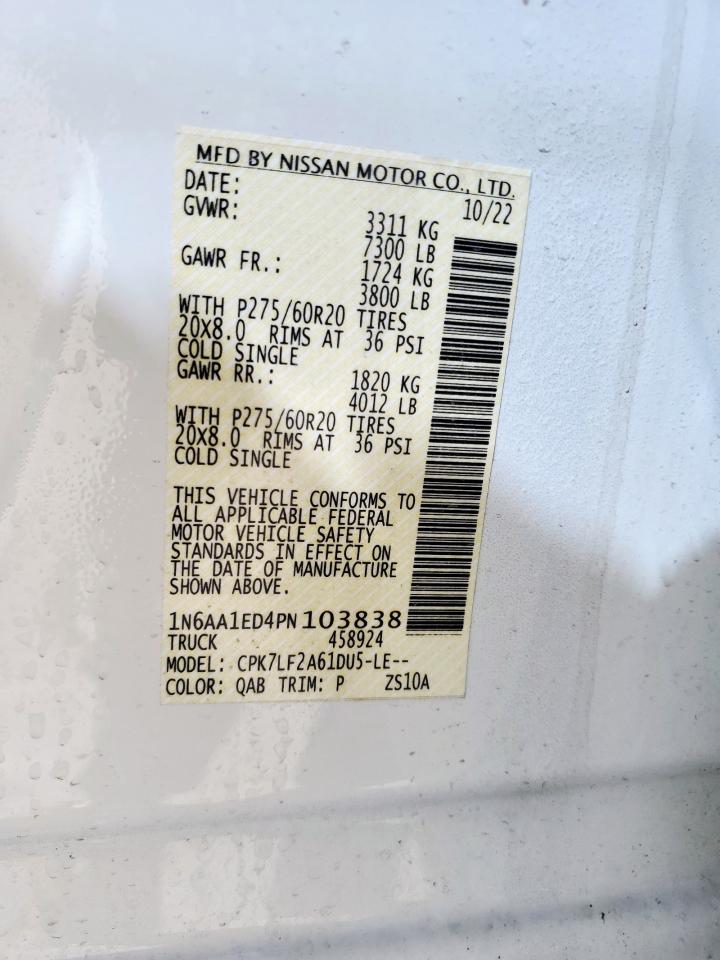 MFD BY NISSAN MOTOR CO., LTD.
DATE: 10/22
GVWR: 3311 KG
7300 LB
GAWR FR.: 1724 KG
3800 LB
WITH P275/60R20 TIRES
20X8.0 RIMS AT 36 PSI
COLD SINGLE
GAWR RR.: 1820 KG
4012 LB
WITH P275/60R20 TIRES
20X8.0 RIMS AT 36 PSI
COLD SINGLE
THIS VEHICLE CONFORMS TO
ALL APPLICABLE FEDERAL
MOTOR VEHICLE SAFETY
STANDARDS IN EFFECT ON
THE DATE OF MANUFACTURE
SHOWN ABOVE.
1N6AA1ED4PN103838
TRUCK 458924
MODEL: CPK7LF2A61DU5-LE--
COLOR: QAB TRIM: P ZS10A